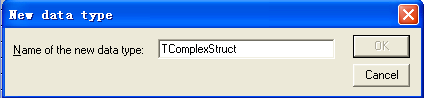 New data type
Name of the new data type: TComplexStruct OK
Cancel